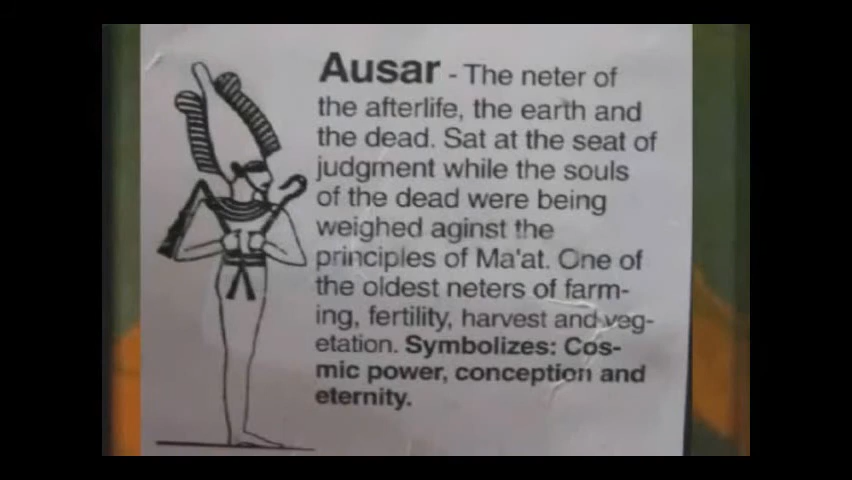 Ausar - The neter of
the afterlife, the earth and
the dead. Sat at the seat of
judgment while the souls
of the dead were being
weighed aginst the
principles of Ma'at. One of
the oldest neters of farm-
ing, fertility, harvest and veg-
etation. Symbolizes: Cos-
mic power, conception and
eternity.